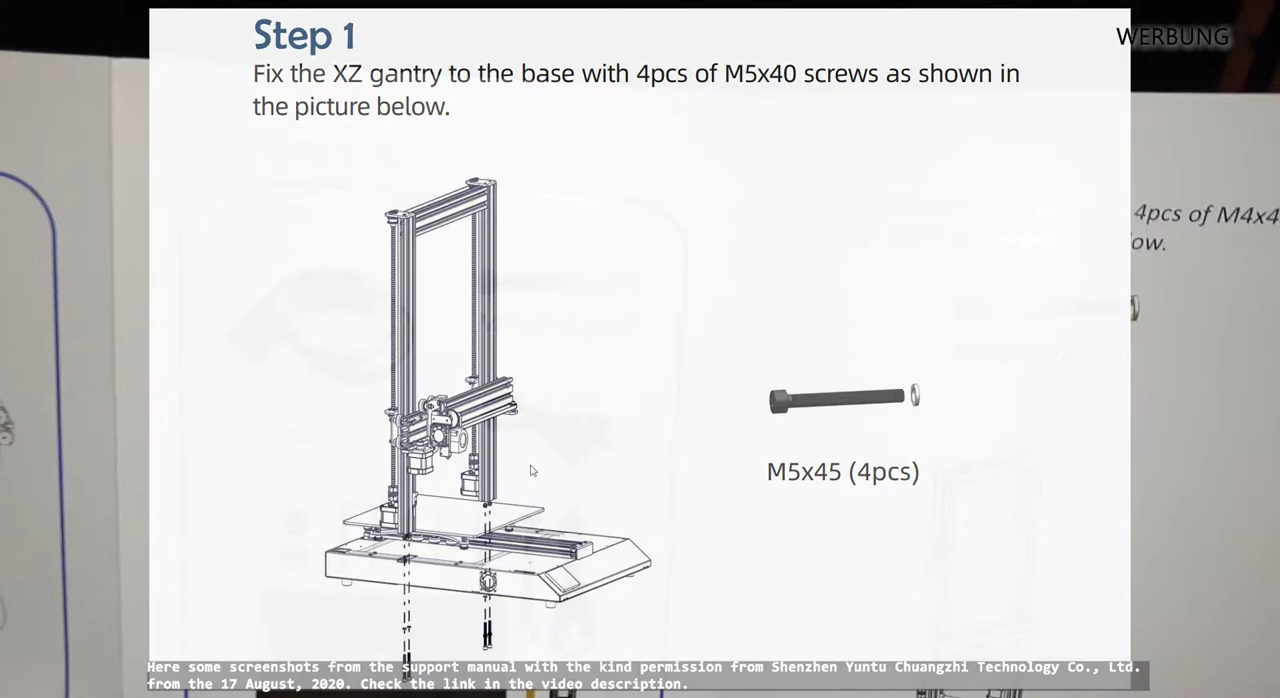 Step 1
WERBUNG
Fix the XZ gantry to the base with 4pcs of M5x40 screws as shown in
the picture below.
4pcs of M4x4
ow.
M5x45 (4pcs)
Here some screenshots from the support manual with the kind permission from Shenzhen Yuntu Chuangzhi Technology Co., Ltd.
from the 17 August, 2020. Check the link in the video description.